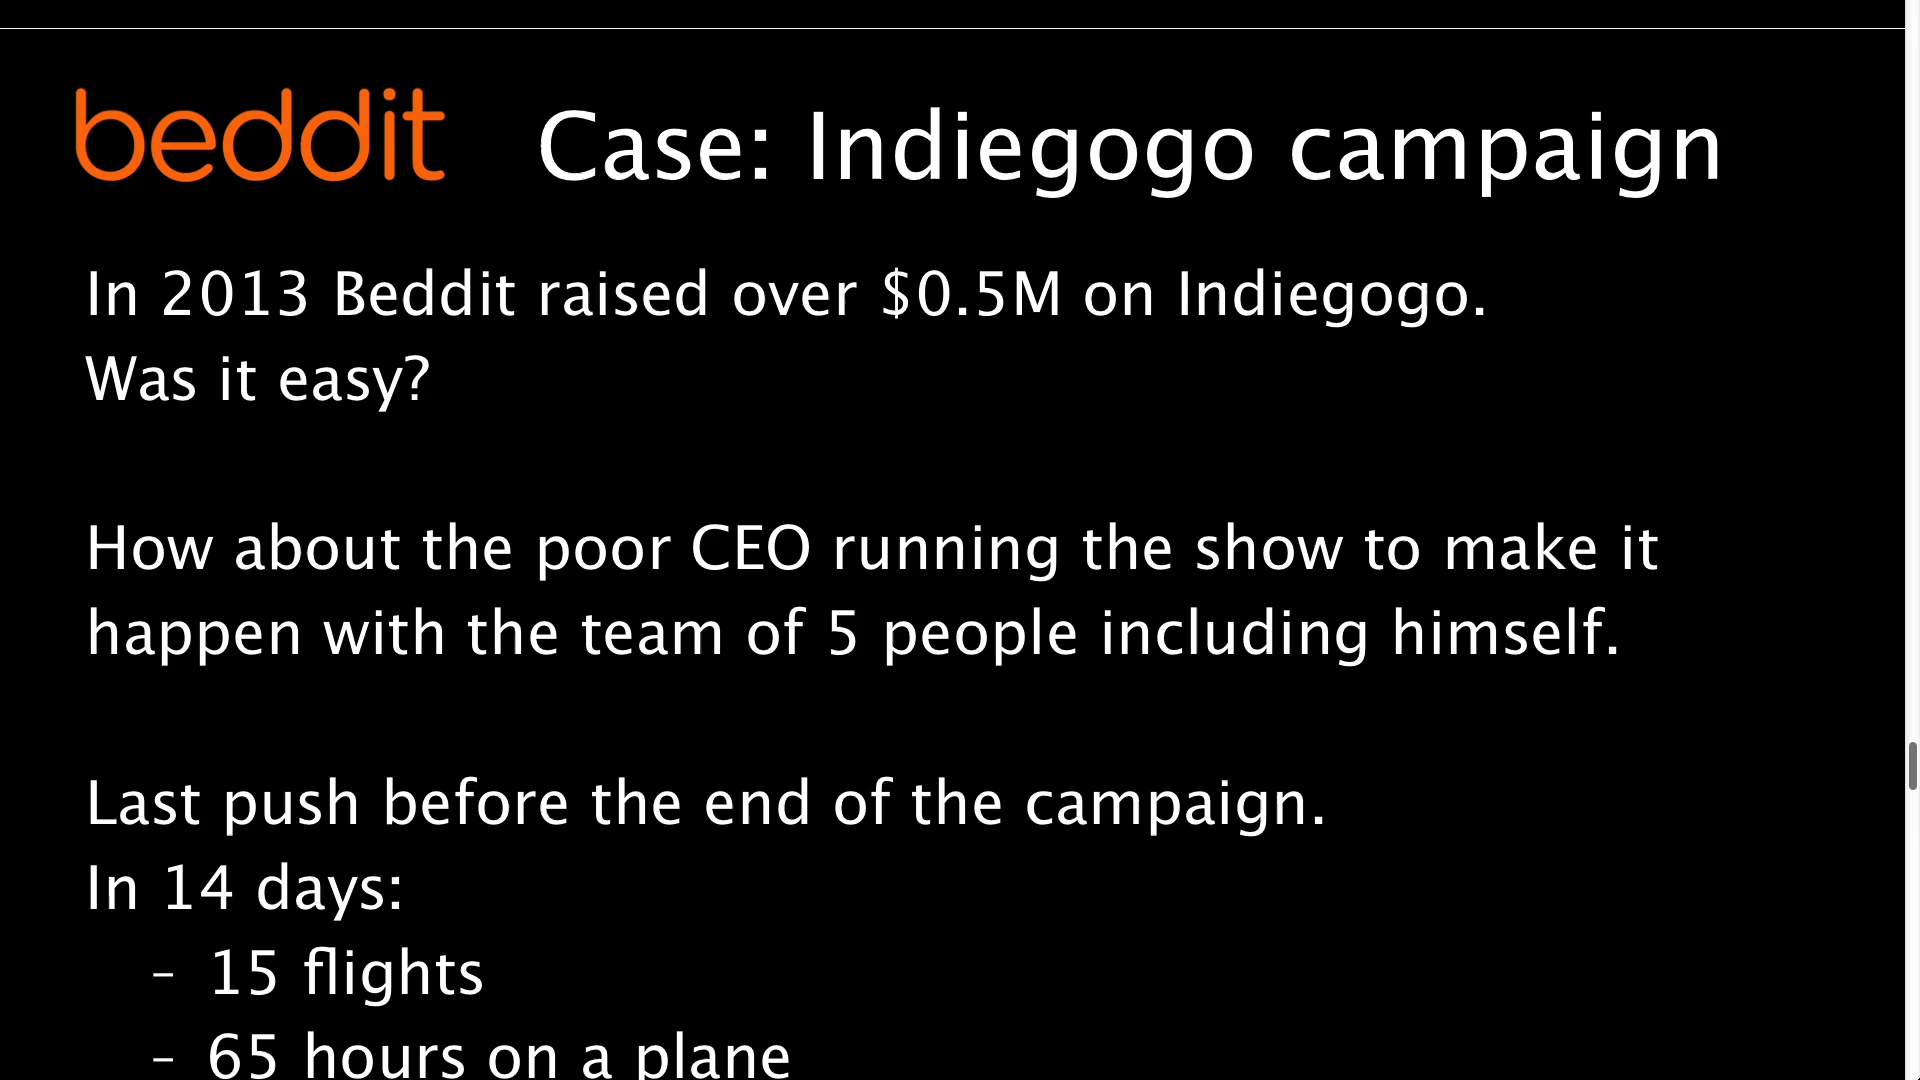 beddit Case: Indiegogo campaign
In 2013 Beddit raised over $0.5M on Indiegogo.
Was it easy?
How about the poor CEO running the show to make it
happen with the team of 5 people including himself.
Last push before the end of the campaign.
In 14 days:
- 15 flights
- 65 hours on a plane